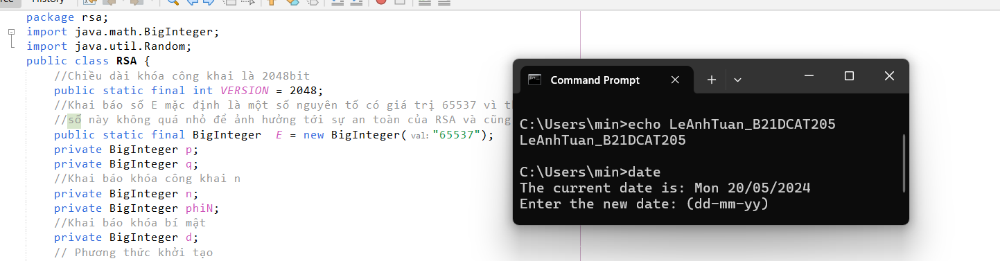 History
package rsa;
import java.math.BigInteger;
import java.util.Random;
public class RSA {
//Chiều dài khóa công khai là 2048bit
public static final int VERSION = 2048;
//Khai báo số E mặc định là một số nguyên tố có giá trị 65537 vì
//số này không quá nhỏ để ảnh hưởng tới sự an toàn của RSA và cũng
public static final BigInteger E = new BigInteger(val:"65537");
private BigInteger p;
private BigInteger q;
//Khai báo khóa công khai n
private BigInteger n;
private BigInteger phiN;
//Khai báo khóa bí mật
private BigInteger d;
// Phương thức khởi tạo
Command Prompt
C:\Users\min>echo LeAnhTuan_B21DCAT205
LeAnhTuan_B21DCAT205
C:\Users\min>date
The current date is: Mon 20/05/2024
Enter the new date: (dd-mm-yy)